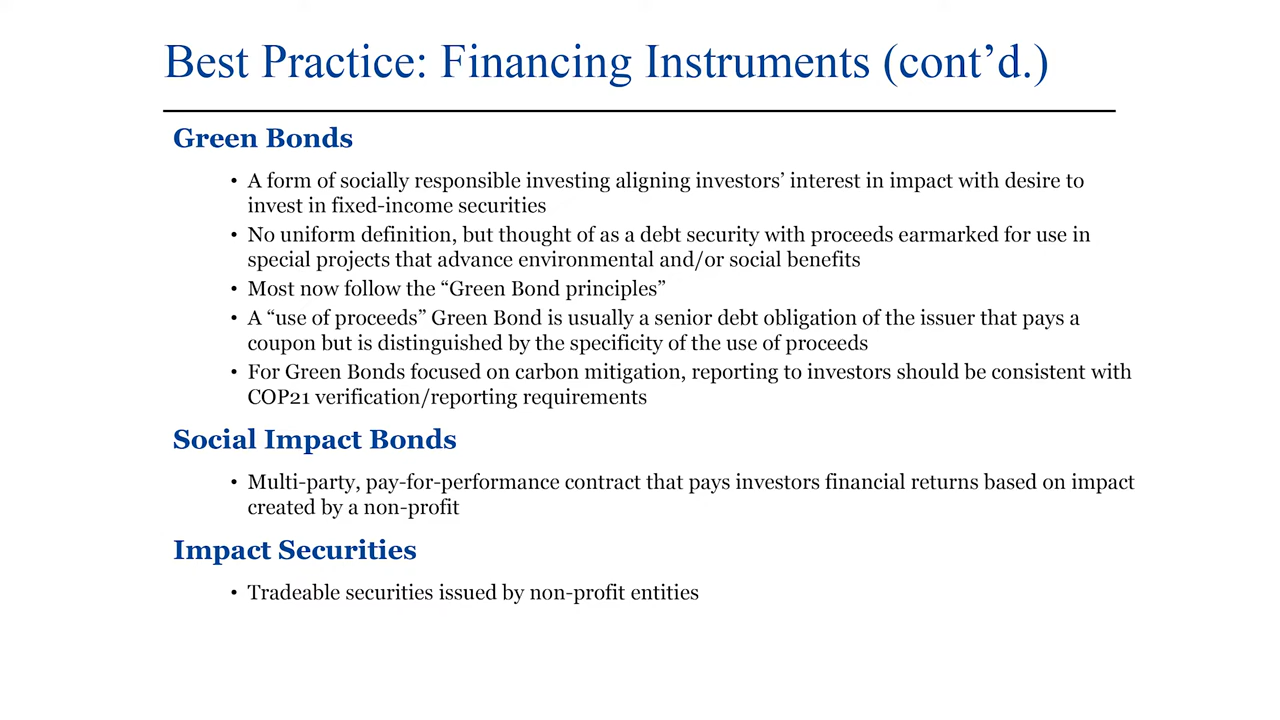 Best Practice: Financing Instruments (cont’d.)
Green Bonds
• A form of socially responsible investing aligning investors’ interest in impact with desire to
invest in fixed-income securities
• No uniform definition, but thought of as a debt security with proceeds earmarked for use in
special projects that advance environmental and/or social benefits
• Most now follow the “Green Bond principles”
• A “use of proceeds” Green Bond is usually a senior debt obligation of the issuer that pays a
coupon but is distinguished by the specificity of the use of proceeds
• For Green Bonds focused on carbon mitigation, reporting to investors should be consistent with
COP21 verification/reporting requirements
Social Impact Bonds
• Multi-party, pay-for-performance contract that pays investors financial returns based on impact
created by a non-profit
Impact Securities
• Tradeable securities issued by non-profit entities